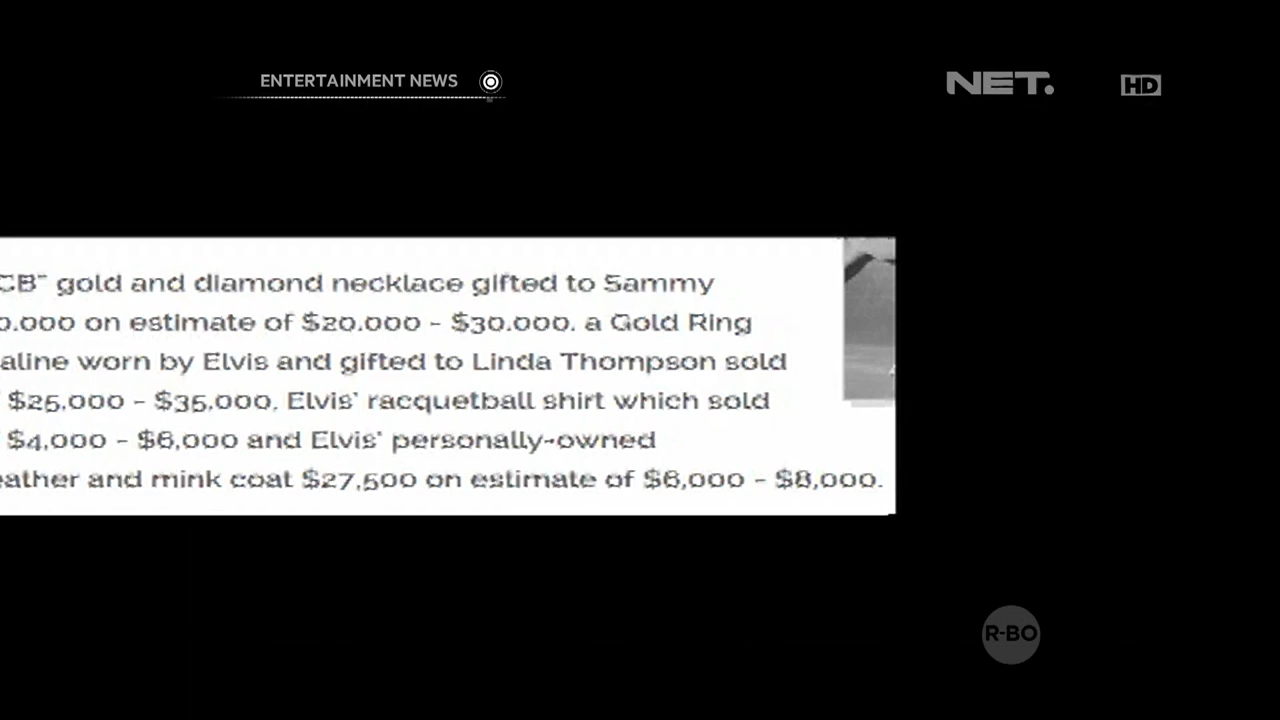 ENTERTAINMENT NEWS
NET.
HD
CB" gold and diamond necklace gifted to Sammy
0.000 on estimate of $20.000 - $30.000. a Gold Ring
aline worn by Elvis and gifted to Linda Thompson sold
$25,000 - $35,000, Elvis' racquetball shirt which sold
$4,000 - $6,000 and Elvis' personally-owned
eather and mink coat $27,500 on estimate of $6,000 - $8,000.
R-BO